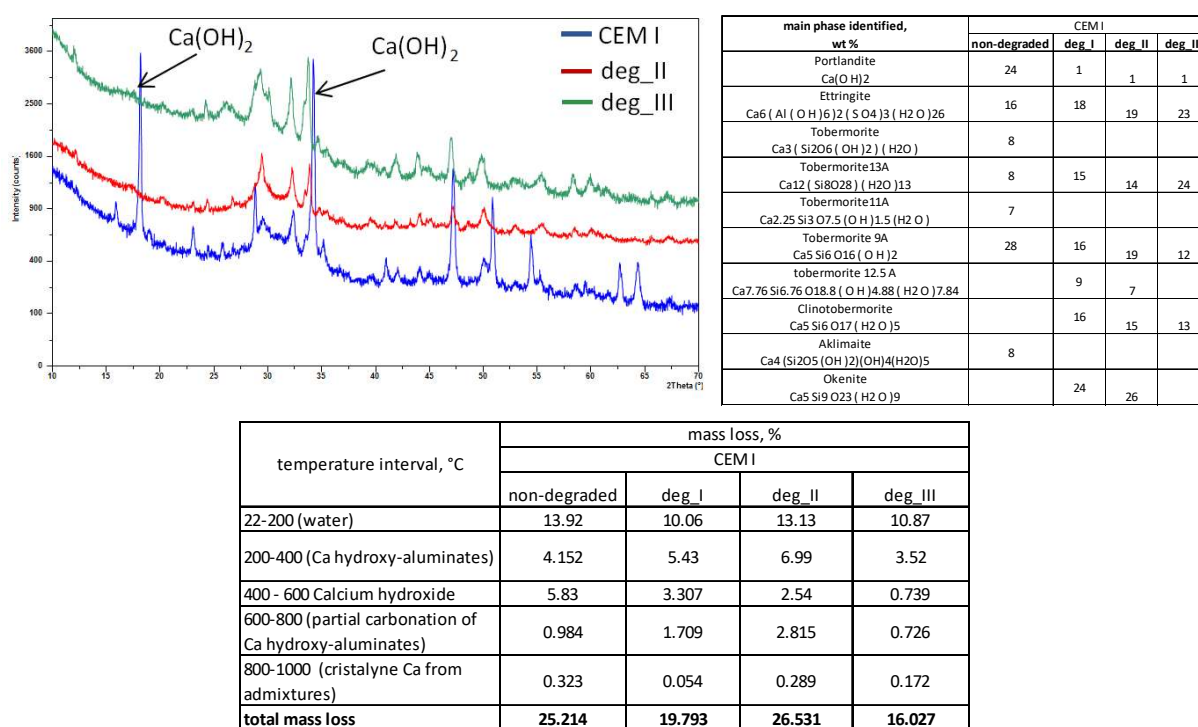 Ca(OH)2
Ca(OH)2
CEM I
deg_II
deg_III
Intensity (counts)
3600
2500
1600
900
400
100
0
10 15 20 25 30 35 40 45 50 55 60 65 70
2Theta (°)
main phase identified, wt % CEM I
non-degraded deg_I deg_II deg_II
Portlandite
Ca(O H)2 24 1 1 1
Ettringite
Ca6 ( Al ( O H )6 )2 ( S O4 )3 ( H2 O )26 16 18 19 23
Tobermorite
Ca3 ( Si2O6 ( OH )2 ) ( H2O ) 8
Tobermorite13A
Ca12 ( Si8O28 ) ( H2O )13 8 15 14 24
Tobermorite11A
Ca2.25 Si3 O7.5 ( O H )1.5 (H2 O ) 7
Tobermorite 9A
Ca5 Si6 O16 ( O H )2 28 16 19 12
tobermorite 12.5 A
Ca7.76 Si6.76 O18.8 ( O H )4.88 ( H2 O )7.84 9 7
Clinotobermorite
Ca5 Si6 O17 ( H2 O )5 16 15 13
Aklimaite
Ca4 (Si2O5 (OH )2)(OH)4(H2O)5 8
Okenite
Ca5 Si9 O23 ( H2 O )9 24 26
temperature interval, °C mass loss, %
CEM I
non-degraded deg_I deg_II deg_III
22-200 (water) 13.92 10.06 13.13 10.87
200-400 (Ca hydroxy-aluminates) 4.152 5.43 6.99 3.52
400 - 600 Calcium hydroxide 5.83 3.307 2.54 0.739
600-800 (partial carbonation of
Ca hydroxy-aluminates) 0.984 1.709 2.815 0.726
800-1000 (cristalyne Ca from
admixtures) 0.323 0.054 0.289 0.172
total mass loss 25.214 19.793 26.531 16.027